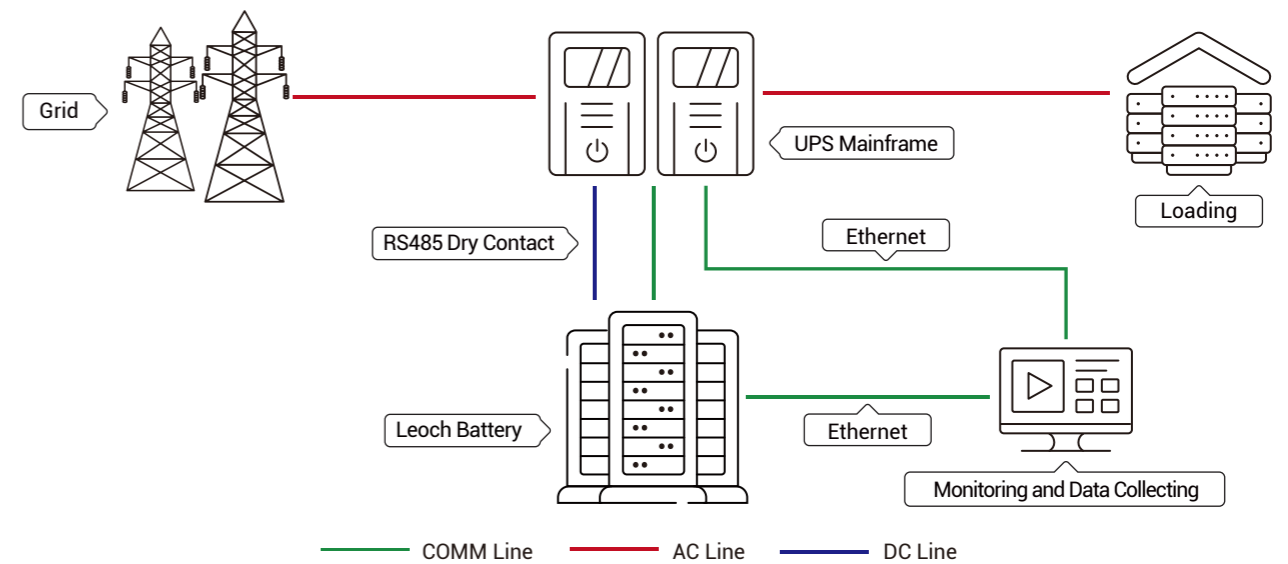 Grid
UPS Mainframe
Loading
RS485 Dry Contact
Ethernet
Leoch Battery
Ethernet
Monitoring and Data Collecting
COMM Line
AC Line
DC Line